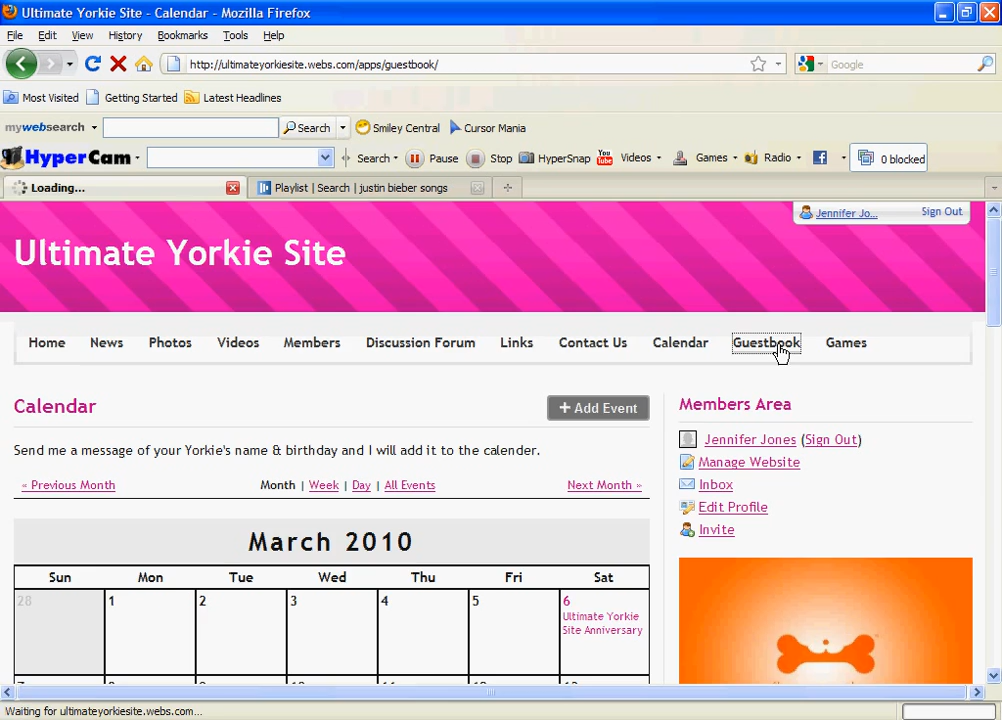 Ultimate Yorkie Site - Calendar - Mozilla Firefox
File Edit View History Bookmarks Tools Help
http://ultimateyorkiesite.webs.com/apps/guestbook/ Google
Most Visited Getting Started Latest Headlines
mywebsearch Search Smiley Central Cursor Mania
HyperCam Search Pause Stop HyperSnap You Tube Videos Games Radio 0 blocked
Loading... Playlist | Search | justin bieber songs
Jennifer Jo... Sign Out
Ultimate Yorkie Site
Home News Photos Videos Members Discussion Forum Links Contact Us Calendar Guestbook Games
Calendar
+ Add Event
Send me a message of your Yorkie's name & birthday and I will add it to the calender.
« Previous Month Month | Week | Day | All Events Next Month »
March 2010
Sun Mon Tue Wed Thu Fri Sat
28 1 2 3 4 5 6
Ultimate Yorkie
Site Anniversary
Members Area
Jennifer Jones (Sign Out)
Manage Website
Inbox
Edit Profile
Invite
Waiting for ultimateyorkiesite.webs.com...